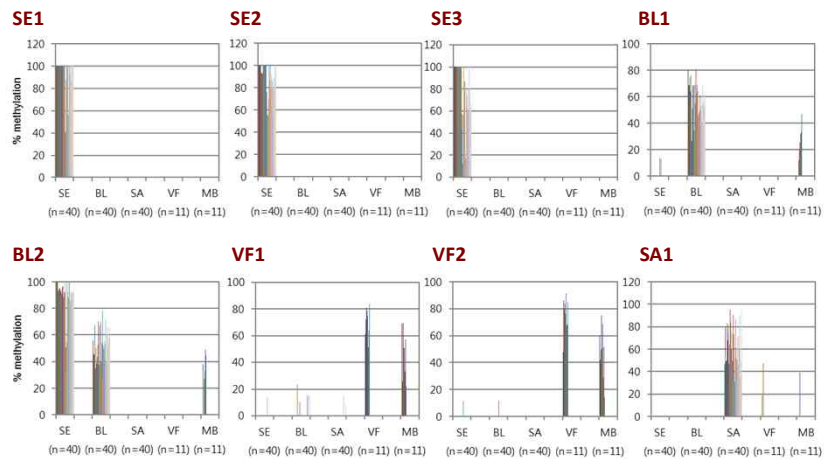 SE1 SE2 SE3 BL1
% methylation
120 120 120 100
100 100 100 80
80 80 80 60
60 60 60 40
40 40 40 20
20 20 20 0
0 0 0
SE BL SA VF MB SE BL SA VF MB SE BL SA VF MB SE BL SA VF MB
(n=40) (n=40) (n=40) (n=11) (n=11) (n=40) (n=40) (n=40) (n=11) (n=11) (n=40) (n=40) (n=40) (n=11) (n=11) (n=40) (n=40) (n=40) (n=11) (n=11)
BL2 VF1 VF2 SA1
% methylation
100 100 100 120
80 80 80 100
60 60 60 80
40 40 40 60
20 20 20 40
0 0 0 20
0
SE BL SA VF MB SE BL SA VF MB SE BL SA VF MB SE BL SA VF MB
(n=40) (n=40) (n=40) (n=11) (n=11) (n=40) (n=40) (n=40) (n=11) (n=11) (n=40) (n=40) (n=40) (n=11) (n=11) (n=40) (n=40) (n=40) (n=11) (n=11)